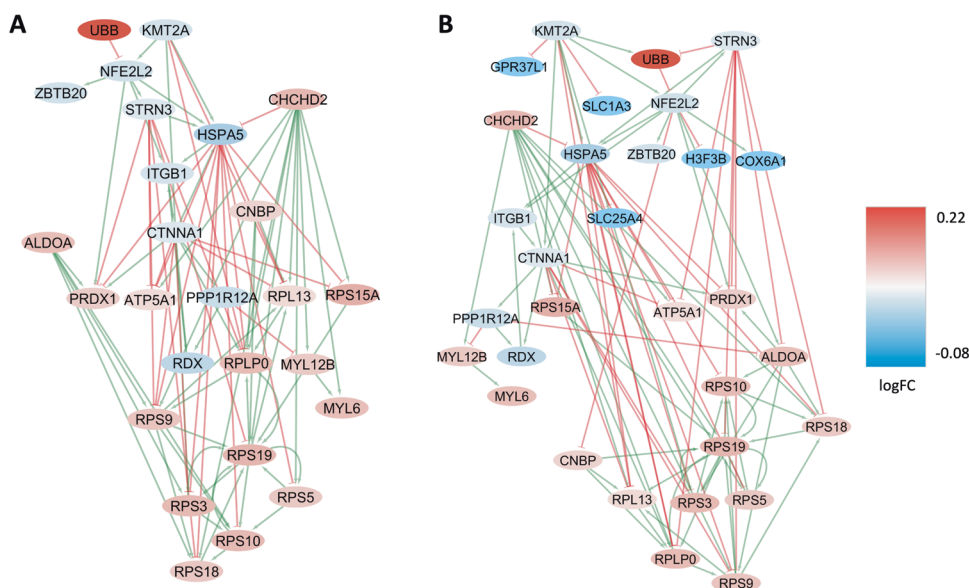 A
UBB
KMT2A
NFE2L2
ZBTB20
STRN3
CHCHD2
HSPA5
ITGB1
CNBP
CTNNA1
ALDOA
PRDX1
ATP5A1
PPP1R12A
RPL13
RPS15A
RDX
RPLP0
MYL12B
MYL6
RPS9
RPS19
RPS5
RPS3
RPS10
RPS18
B
KMT2A
STRN3
UBB
GPR37L1
SLC1A3
NFE2L2
CHCHD2
HSPA5
ZBTB20
H3F3B
COX6A1
ITGB1
SLC25A4
CTNNA1
RPS15A
PRDX1
ATP5A1
PPP1R12A
MYL12B
RDX
ALDOA
MYL6
RPS10
RPS18
RPS19
CNBP
RPL13
RPS3
RPS5
RPLP0
RPS9
0.22
-0.08
logFC